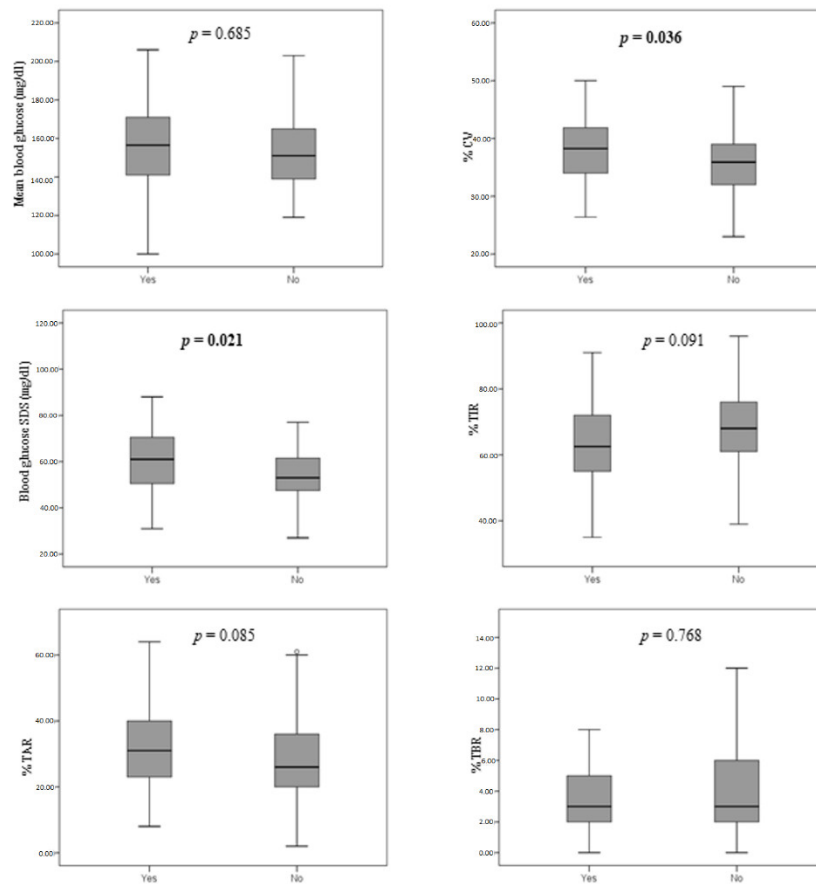 p = 0.685
Mean blood glucose (mg/dl)
220.00
200.00
180.00
160.00
140.00
120.00
100.00
Yes
No
p = 0.036
% CV
60.00
50.00
40.00
30.00
20.00
Yes
No
p = 0.021
Blood glucose SDS (mg/dl)
120.00
100.00
80.00
60.00
40.00
20.00
Yes
No
p = 0.091
% TIR
100.00
80.00
60.00
40.00
Yes
No
p = 0.085
% TAR
60.00
40.00
20.00
0.00
Yes
No
p = 0.768
% TBR
14.00
12.00
10.00
8.00
6.00
4.00
2.00
0.00
Yes
No